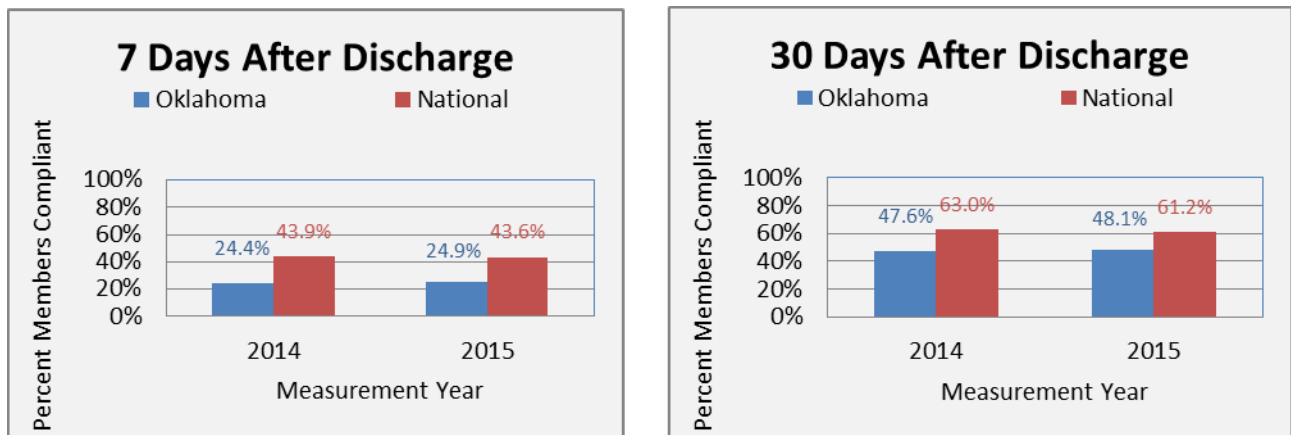 7 Days After Discharge
Oklahoma National
Percent Members Compliant
100%
80%
60%
40%
20%
0%
24.4% 43.9% 24.9% 43.6%
2014 2015
Measurement Year
30 Days After Discharge
Oklahoma National
Percent Members Compliant
100%
80%
60%
40%
20%
0%
47.6% 63.0% 48.1% 61.2%
2014 2015
Measurement Year